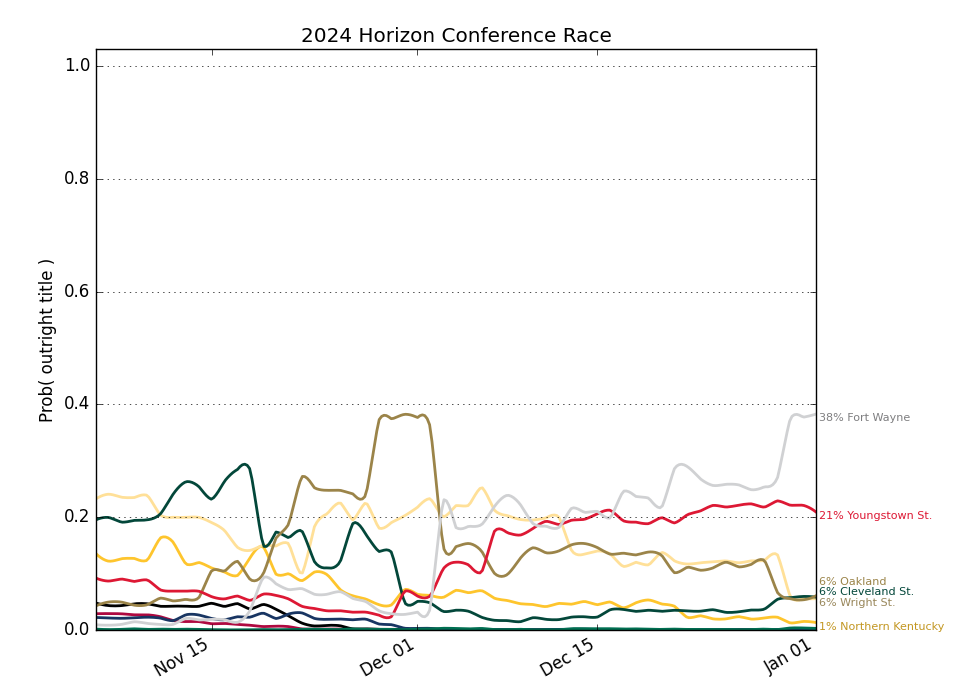 2024 Horizon Conference Race
1.0
0.8
0.6
0.4
0.2
0.0
Prob( outright title )
Nov 15
Dec 01
Dec 15
Jan 01
38% Fort Wayne
21% Youngstown St.
6% Oakland
6% Cleveland St.
6% Wright St.
1% Northern Kentucky